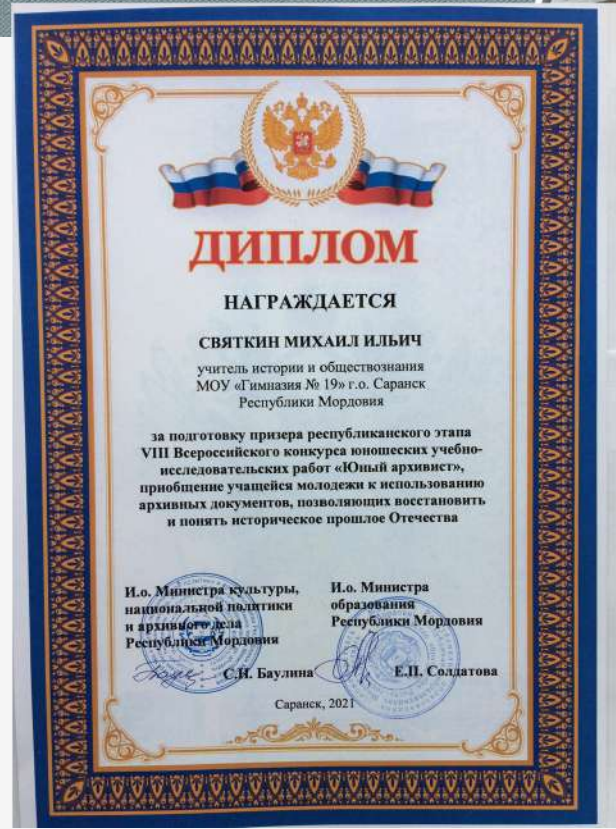 ДИПЛОМ
НАГРАЖДАЕТСЯ
СВЯТКИН МИХАИЛ ИЛЬИЧ
учитель истории и обществознания
МОУ «Гимназия № 19» г.о. Саранск
Республики Мордовия
за подготовку призера республиканского этапа
VIII Всероссийского конкурса юношеских учебно-
исследовательских работ «Юный архивист»,
приобщение учащейся молодежи к использованию
архивных документов, позволяющих восстановить
и понять историческое прошлое Отечества
И.о. Министра культуры,
национальной политики
и архивного дела
Республики Мордовия
С.Н. Баулина
И.о. Министра
образования
Республики Мордовия
Е.П. Солдатова
Саранск, 2021